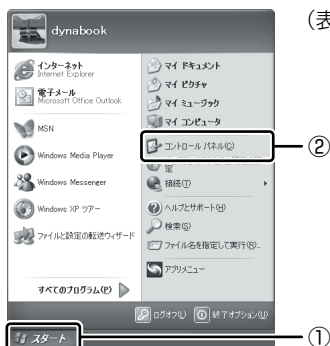 dynabook
(表
インターネット
Internet Explorer
電子メール
Microsoft Office Outlook
MSN
Windows Media Player
Windows Messenger
Windows XP ツアー
ファイルと設定の転送ウィザード
すべてのプログラム(P)
マイ ドキュメント
マイ ピクチャ
マイ ミュージック
マイ コンピュータ
コントロール パネル(C)
②
定
接続(T)
ヘルプとサポート(H)
検索(S)
ファイル名を指定して実行(R)...
アプリメニュー
ログオフ(L)
終了オプション(U)
スタート
①